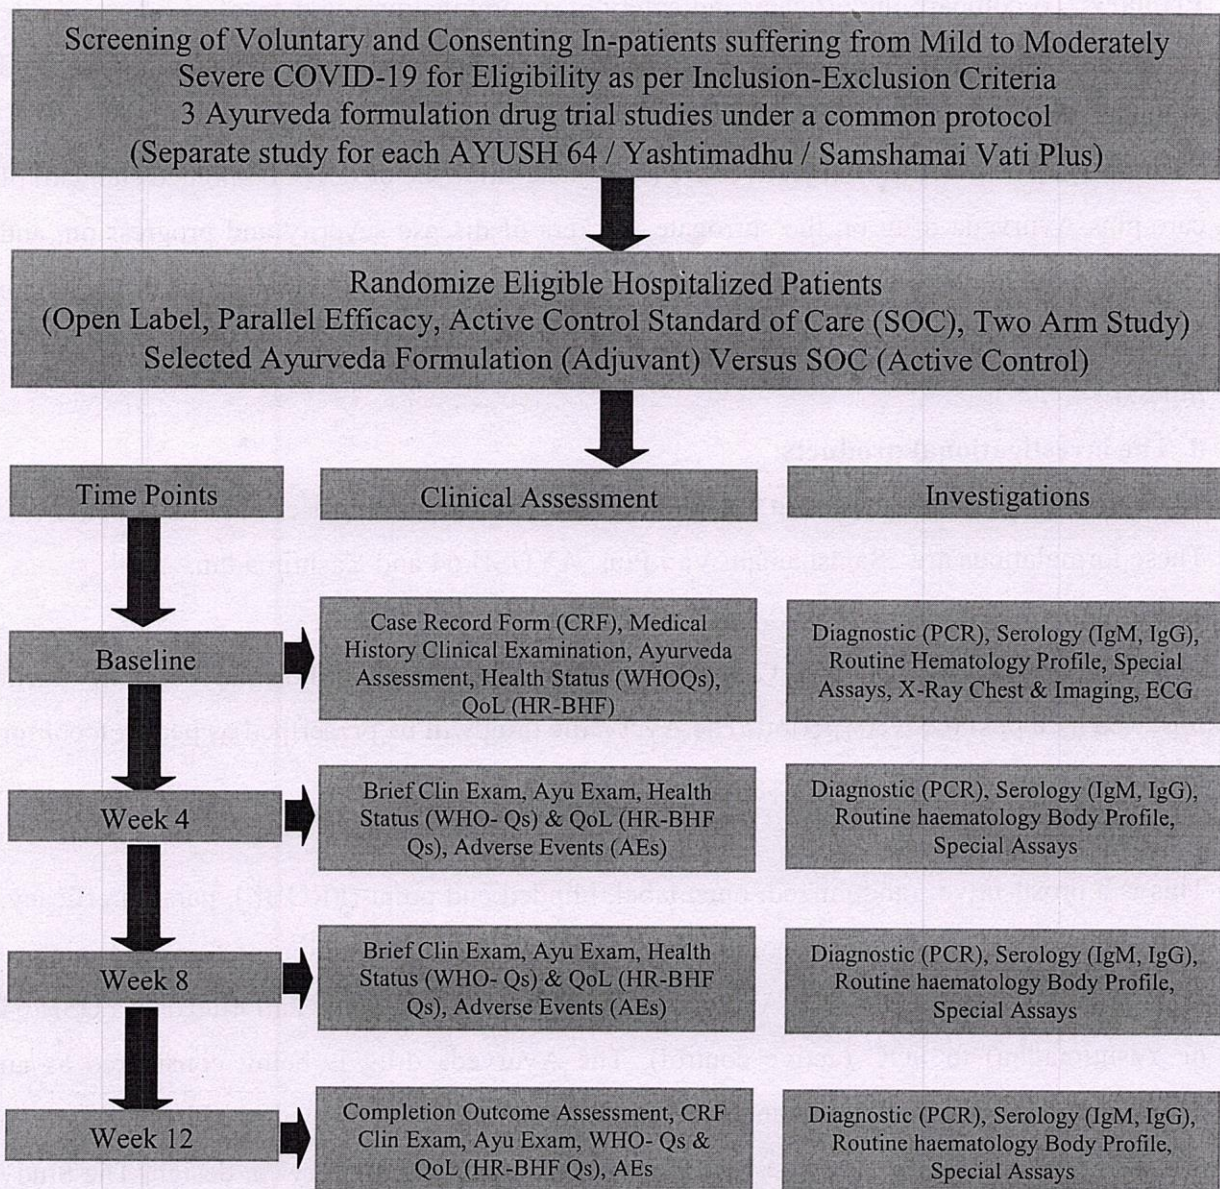 Screening of Voluntary and Consenting In-patients suffering from Mild to Moderately
Severe COVID-19 for Eligibility as per Inclusion-Exclusion Criteria
3 Ayurveda formulation drug trial studies under a common protocol
(Separate study for each AYUSH 64 / Yashtimadhu / Samshamai Vati Plus)
Randomize Eligible Hospitalized Patients
(Open Label, Parallel Efficacy, Active Control Standard of Care (SOC), Two Arm Study)
Selected Ayurveda Formulation (Adjuvant) Versus SOC (Active Control)
Time Points
Clinical Assessment
Investigations
Baseline
Case Record Form (CRF), Medical
History Clinical Examination, Ayurveda
Assessment, Health Status (WHOQs),
QoL (HR-BHF)
Diagnostic (PCR), Serology (IgM, IgG),
Routine Hematology Profile, Special
Assays, X-Ray Chest & Imaging, ECG
Week 4
Brief Clin Exam, Ayu Exam, Health
Status (WHO- Qs) & QoL (HR-BHF
Qs), Adverse Events (AEs)
Diagnostic (PCR), Serology (IgM, IgG),
Routine haematology Body Profile,
Special Assays
Week 8
Brief Clin Exam, Ayu Exam, Health
Status (WHO- Qs) & QoL (HR-BHF
Qs), Adverse Events (AEs)
Diagnostic (PCR), Serology (IgM, IgG),
Routine haematology Body Profile,
Special Assays
Week 12
Completion Outcome Assessment, CRF
Clin Exam, Ayu Exam, WHO- Qs &
QoL (HR-BHF Qs), AEs
Diagnostic (PCR), Serology (IgM, IgG),
Routine haematology Body Profile,
Special Assays